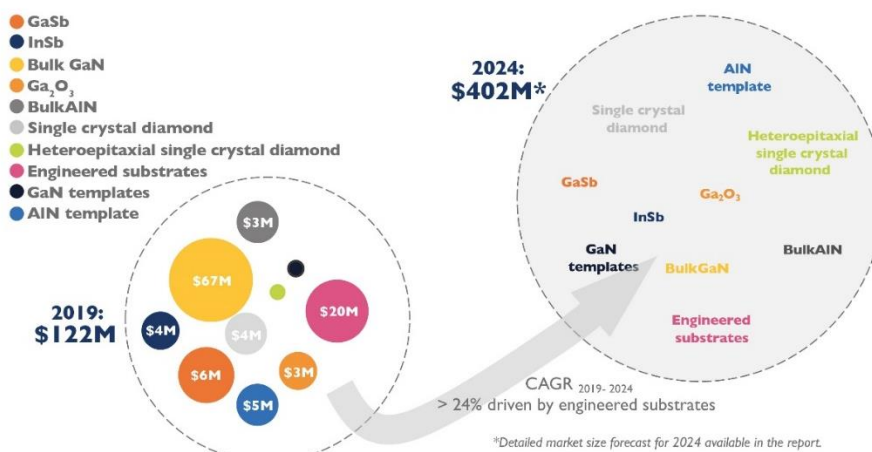 GaSb
InSb
Bulk GaN
Ga₂O₃
BulkAlN
Single crystal diamond
Heteroepitaxial single crystal diamond
Engineered substrates
GaN templates
AlN template
2019:
$122M
$3M
$67M
$20M
$4M
$4M
$6M
$3M
$5M
2024:
$402M*
AlN
template
Single crystal
diamond
Heteroepitaxial
single crystal
diamond
GaSb
Ga₂O₃
InSb
GaN
templates
BulkGaN
BulkAlN
Engineered
substrates
CAGR 2019- 2024
> 24% driven by engineered substrates
*Detailed market size forecast for 2024 available in the report.